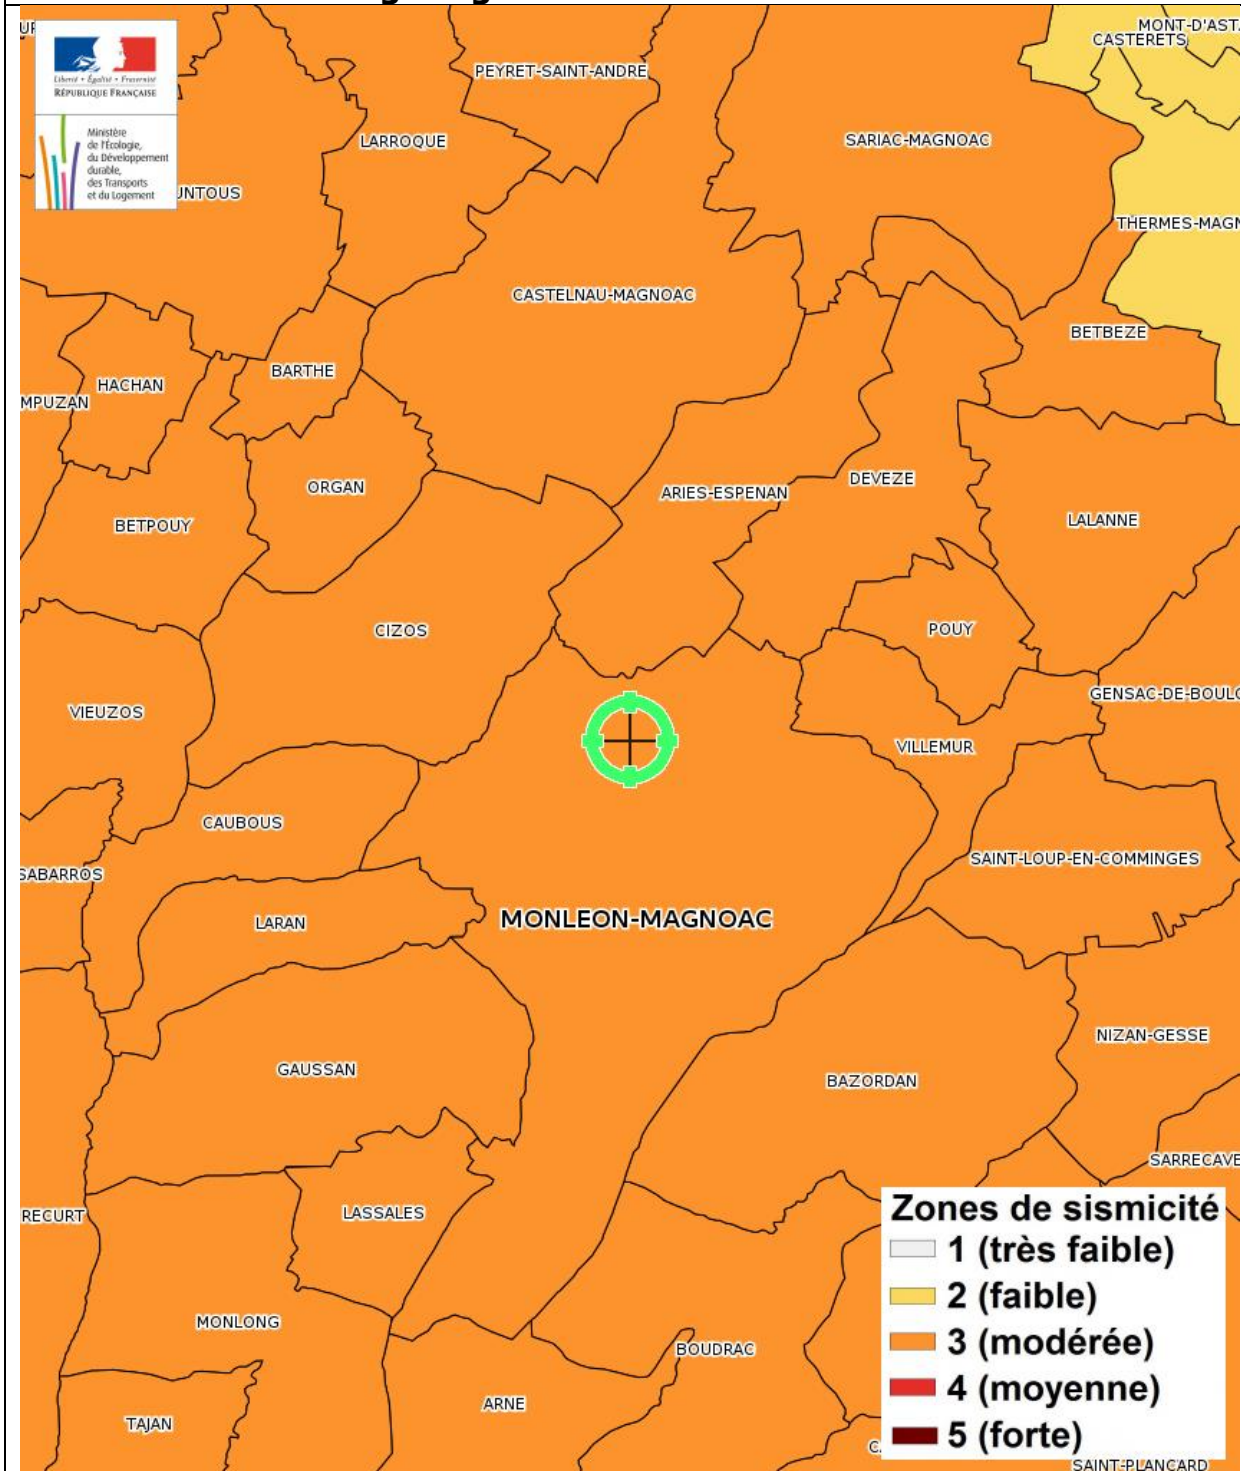 MONT-D'AST
CASTERETS
PEYRET-SAINT-ANDRE
Liberté • Égalité • Fraternité
RÉPUBLIQUE FRANÇAISE
Ministère
de l'Écologie,
du Développement
durable,
des Transports
et du Logement
LARROQUE
SARIAC-MAGNOAC
UNTOUS
THERMES-MAGN
CASTELNAU-MAGNOAC
BETBEZE
BARTHE
HACHAN
MPUZAN
ORGAN
ARIES-ESPENAN
DEVEZE
BETPOUY
LALANNE
CIZOS
POUY
GENSAC-DE-BOULO
VIEUZOS
VILLEMUR
CAUBOUS
SAINT-LOUP-EN-COMMINGES
SABARROS
LARAN
MONLEON-MAGNOAC
NIZAN-GESSE
GAUSSAN
BAZORDAN
SARRECAVE
RECURT
LASSALES
Zones de sismicité
1 (très faible)
2 (faible)
3 (modérée)
4 (moyenne)
5 (forte)
MONLONG
BOUDRAC
ARNE
TAJAN
SAINT-PLANCARD